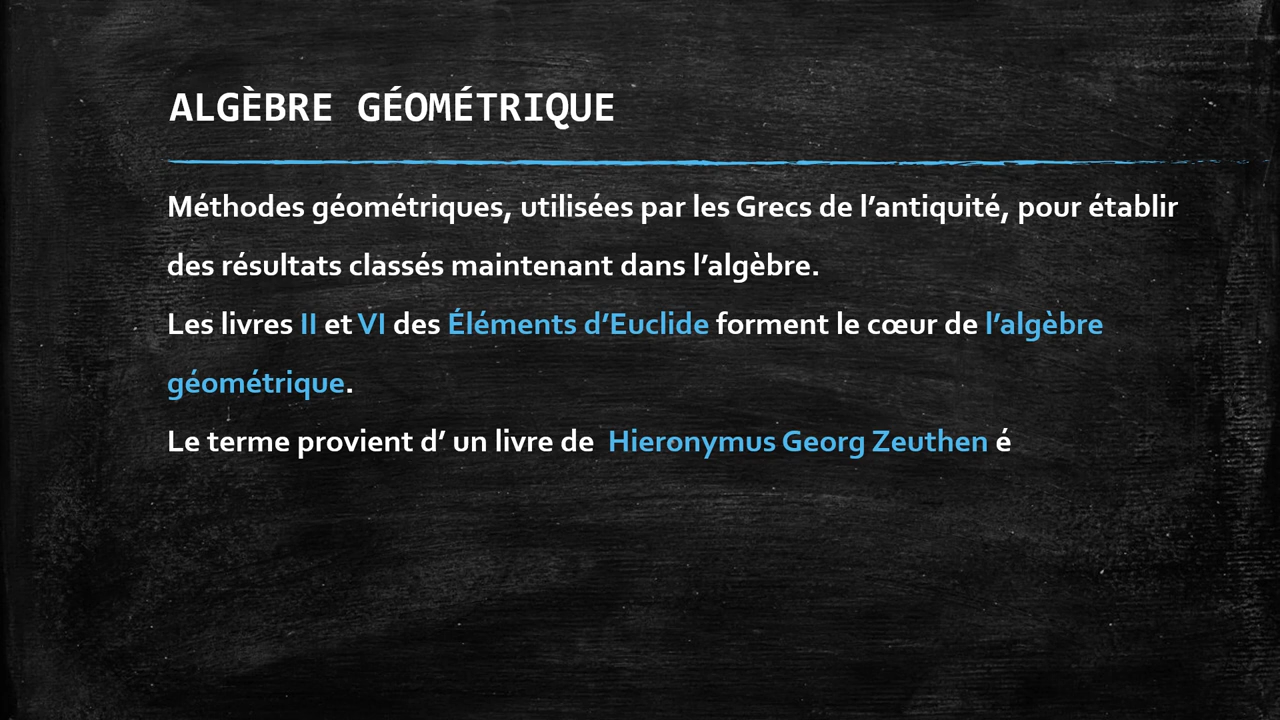 ALGÈBRE GÉOMÉTRIQUE
Méthodes géométriques, utilisées par les Grecs de l’antiquité, pour établir
des résultats classés maintenant dans l’algèbre.
Les livres II et VI des Éléments d’Euclide forment le cœur de l’algèbre
géométrique.
Le terme provient d’ un livre de  Hieronymus Georg Zeuthen é